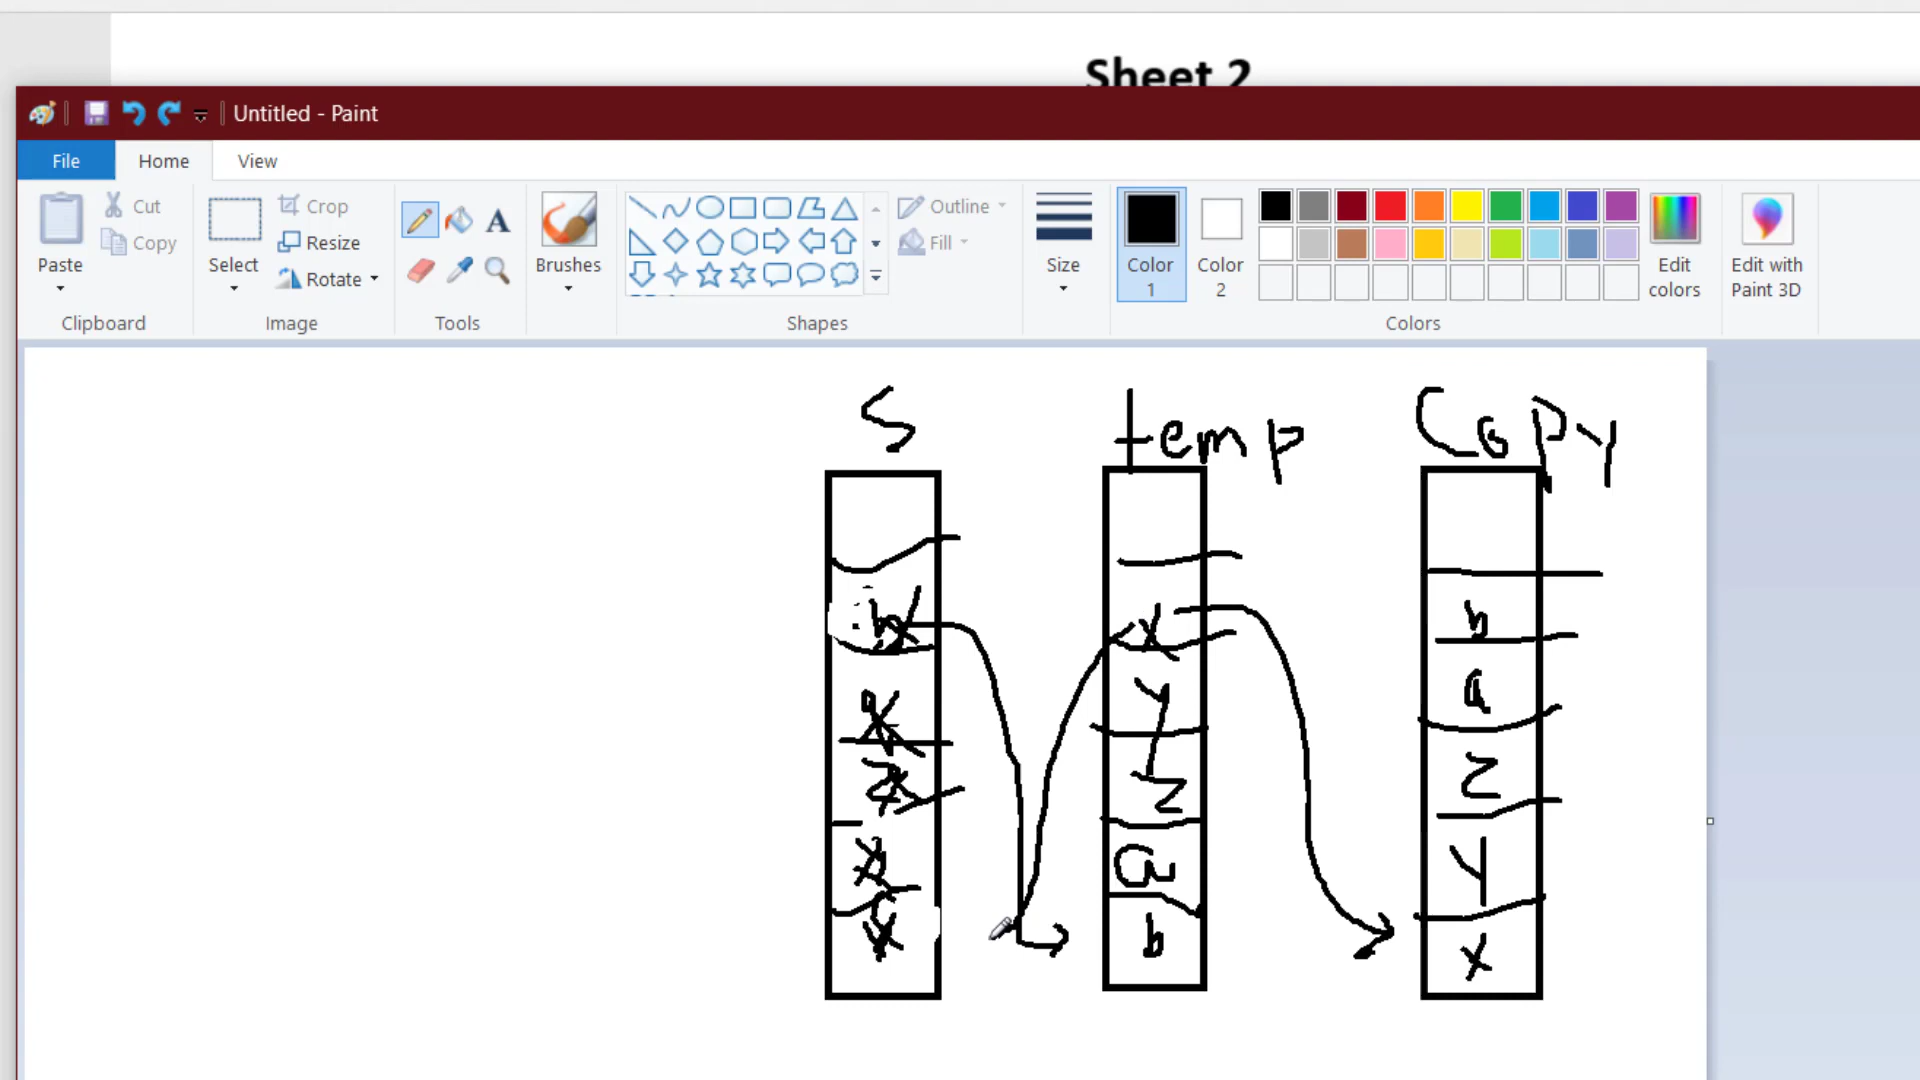 Sheet 2
Untitled - Paint
File
Home
View
Paste
Cut
Copy
Clipboard
Select
Crop
Resize
Rotate
Image
A
Tools
Brushes
Outline
Fill
Shapes
Size
Color
1
Color
2
Edit
colors
Colors
Edit with
Paint 3D
S
temp
Copy
b
x
b
y
a
z
z
y
b
x